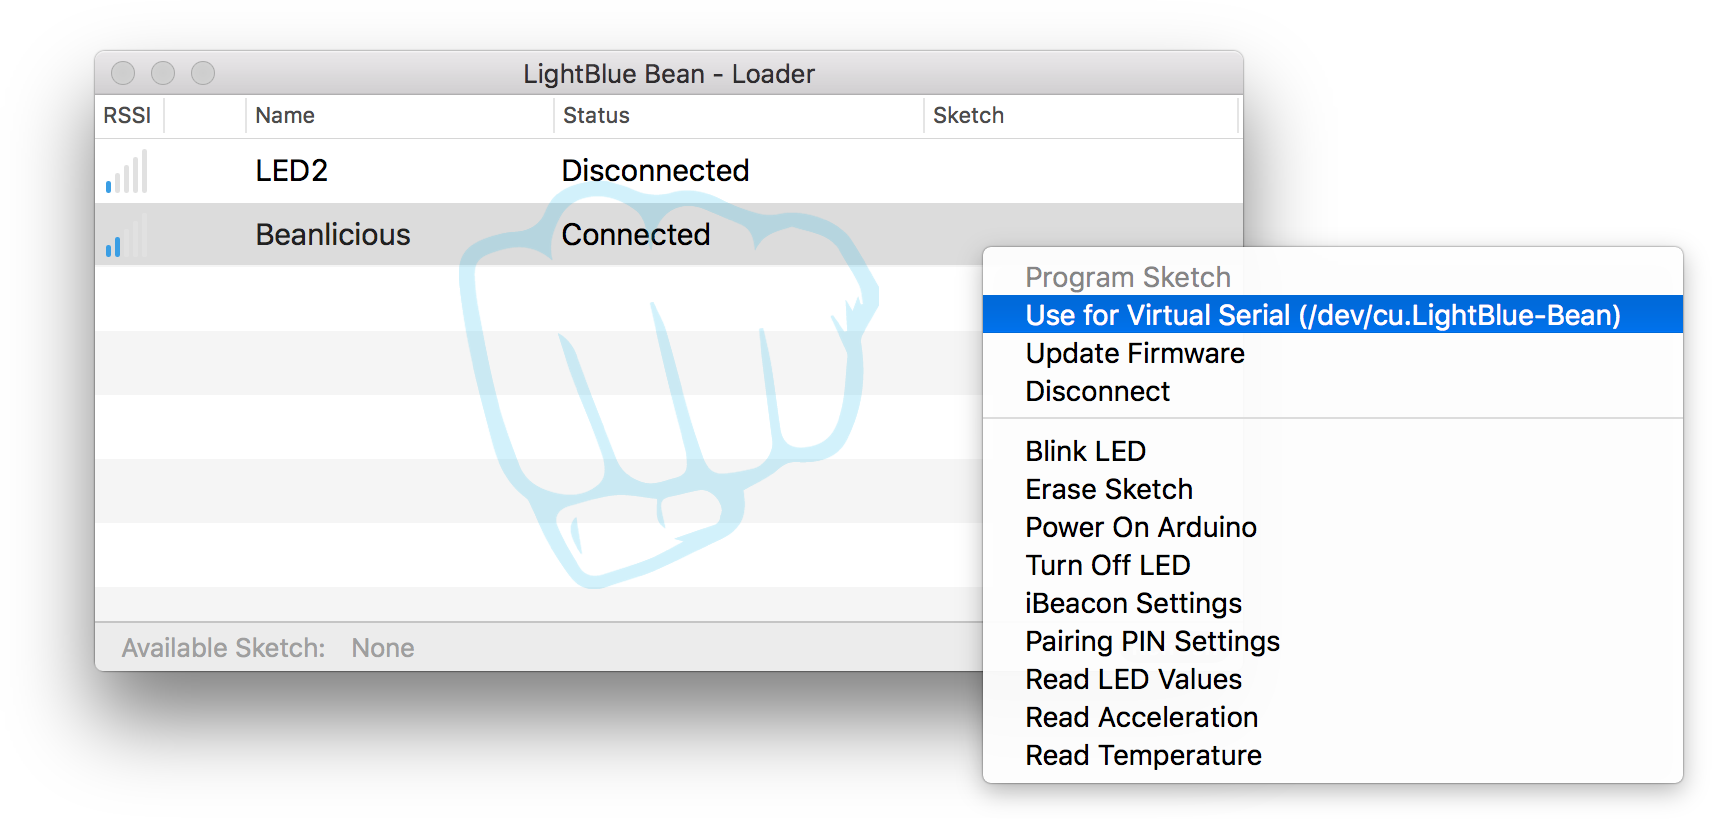 LightBlue Bean - Loader
RSSI Name Status Sketch
LED2 Disconnected
Beanlicious Connected
Program Sketch
Use for Virtual Serial (/dev/cu.LightBlue-Bean)
Update Firmware
Disconnect
Blink LED
Erase Sketch
Power On Arduino
Turn Off LED
iBeacon Settings
Pairing PIN Settings
Read LED Values
Read Acceleration
Read Temperature
Available Sketch: None